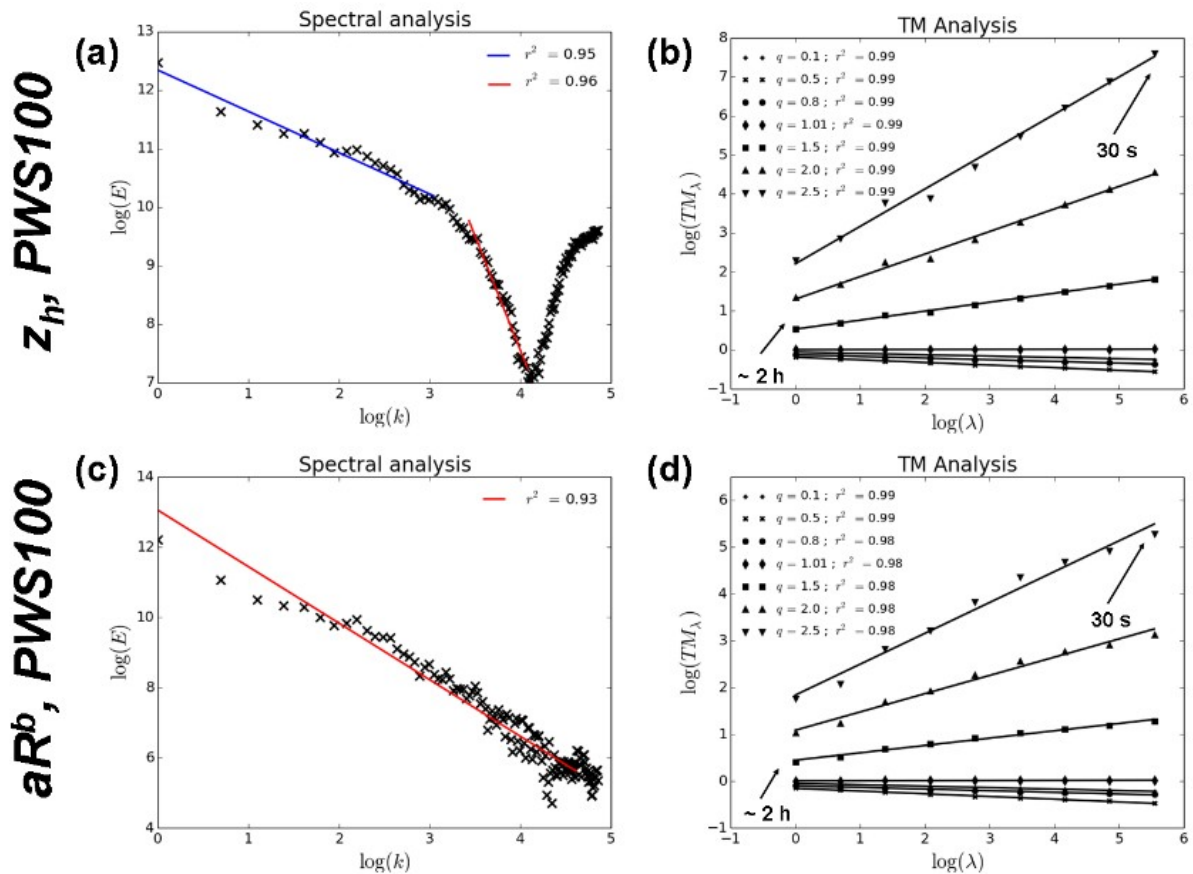 z_h, PWS100
(a)
Spectral analysis
r² = 0.95
r² = 0.96
log(E)
13
12
11
10
9
8
7
0 1 2 3 4 5
log(k)
(b)
TM Analysis
q = 0.1 ; r² = 0.99
q = 0.5 ; r² = 0.99
q = 0.8 ; r² = 0.99
q = 1.01 ; r² = 0.99
q = 1.5 ; r² = 0.99
q = 2.0 ; r² = 0.99
q = 2.5 ; r² = 0.99
30 s
~ 2 h
log(TM_λ)
8
7
6
5
4
3
2
1
0
−1
−1 0 1 2 3 4 5 6
log(λ)
aR^b, PWS100
(c)
Spectral analysis
r² = 0.93
log(E)
14
12
10
8
6
4
0 1 2 3 4 5
log(k)
(d)
TM Analysis
q = 0.1 ; r² = 0.99
q = 0.5 ; r² = 0.99
q = 0.8 ; r² = 0.98
q = 1.01 ; r² = 0.98
q = 1.5 ; r² = 0.98
q = 2.0 ; r² = 0.98
q = 2.5 ; r² = 0.98
30 s
~ 2 h
log(TM_λ)
6
5
4
3
2
1
0
−1
−1 0 1 2 3 4 5 6
log(λ)